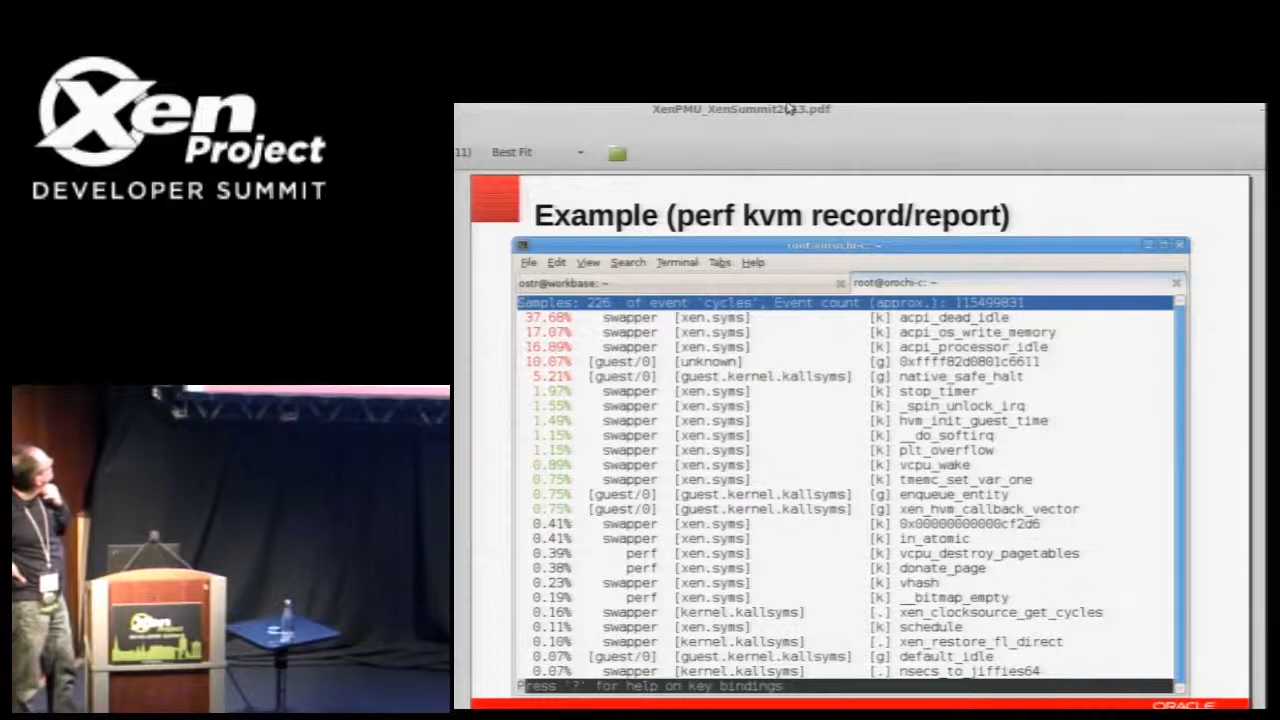 Xen
Project
DEVELOPER SUMMIT
XenPMU_XenSummit2013.pdf
11) Best Fit
Example (perf kvm record/report)
root@orochi-c: ~
File Edit View Search Terminal Tabs Help
ostr@workbase: ~ root@orochi-c: ~
Samples: 226 of event 'cycles', Event count (approx.): 115499831
37.68% swapper [xen.syms] [k] acpi_dead_idle
17.07% swapper [xen.syms] [k] acpi_os_write_memory
16.89% swapper [xen.syms] [k] acpi_processor_idle
10.07% [guest/0] [unknown] [g] 0xffff82d0801c6611
5.21% [guest/0] [guest.kernel.kallsyms] [g] native_safe_halt
1.97% swapper [xen.syms] [k] stop_timer
1.55% swapper [xen.syms] [k] _spin_unlock_irq
1.49% swapper [xen.syms] [k] hvm_init_guest_time
1.15% swapper [xen.syms] [k] __do_softirq
1.15% swapper [xen.syms] [k] plt_overflow
0.89% swapper [xen.syms] [k] vcpu_wake
0.75% swapper [xen.syms] [k] tmemc_set_var_one
0.75% [guest/0] [guest.kernel.kallsyms] [g] enqueue_entity
0.75% [guest/0] [guest.kernel.kallsyms] [g] xen_hvm_callback_vector
0.41% swapper [xen.syms] [k] 0x00000000000cf2d6
0.41% swapper [xen.syms] [k] in_atomic
0.39% perf [xen.syms] [k] vcpu_destroy_pagetables
0.38% perf [xen.syms] [k] donate_page
0.23% swapper [xen.syms] [k] vhash
0.19% perf [xen.syms] [k] __bitmap_empty
0.16% swapper [kernel.kallsyms] [.] xen_clocksource_get_cycles
0.11% swapper [xen.syms] [k] schedule
0.10% swapper [kernel.kallsyms] [.] xen_restore_fl_direct
0.07% [guest/0] [guest.kernel.kallsyms] [g] default_idle
0.07% swapper [kernel.kallsyms] [.] nsecs_to_jiffies64
Press '?' for help on key bindings
ORACLE
Xen
DEVELOPER SUMMIT